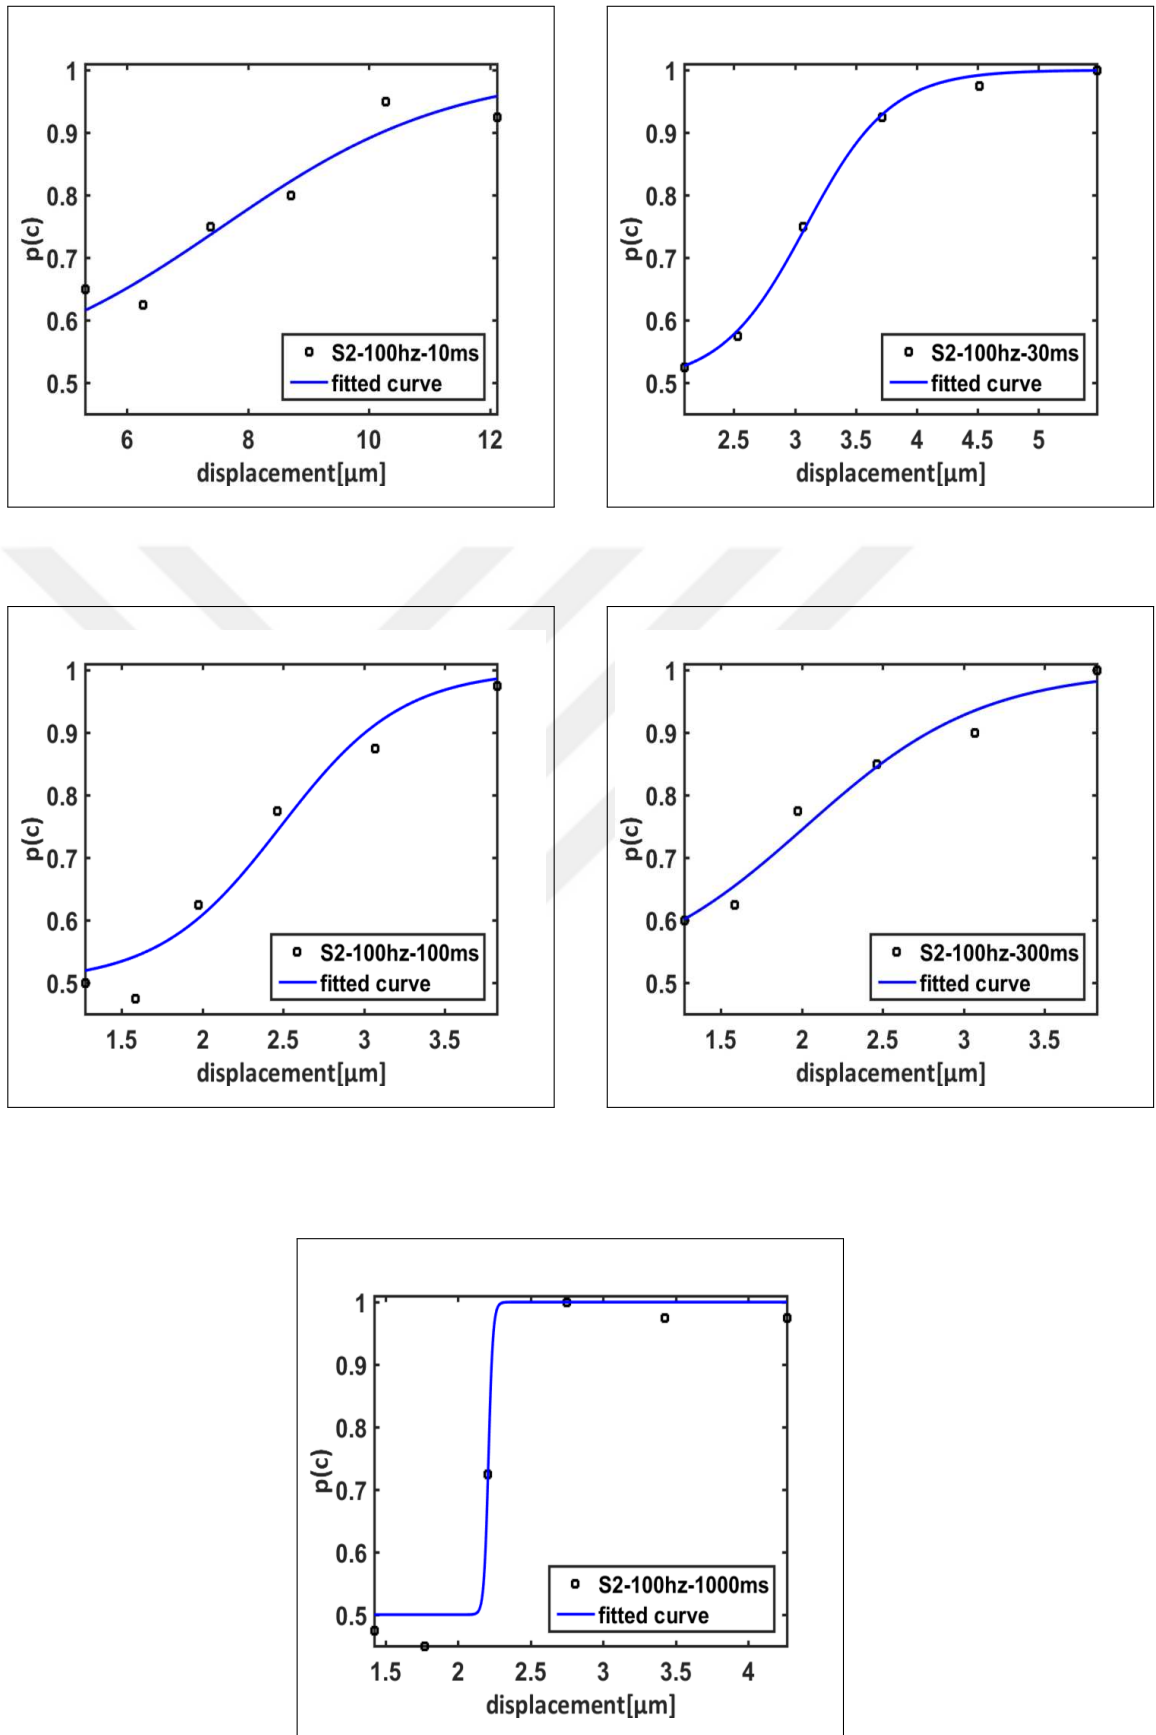 1
0.9
0.8
0.7
0.6
0.5
p(c)
6 8 10 12
displacement[µm]
S2-100hz-10ms
fitted curve
1
0.9
0.8
0.7
0.6
0.5
p(c)
2.5 3 3.5 4 4.5 5
displacement[µm]
S2-100hz-30ms
fitted curve
1
0.9
0.8
0.7
0.6
0.5
p(c)
1.5 2 2.5 3 3.5
displacement[µm]
S2-100hz-100ms
fitted curve
1
0.9
0.8
0.7
0.6
0.5
p(c)
1.5 2 2.5 3 3.5
displacement[µm]
S2-100hz-300ms
fitted curve
1
0.9
0.8
0.7
0.6
0.5
p(c)
1.5 2 2.5 3 3.5 4
displacement[µm]
S2-100hz-1000ms
fitted curve